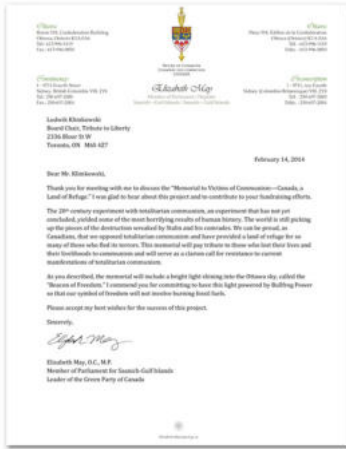 Ottawa
Ottawa
HOUSE OF COMMONS
CHAMBRE DES COMMUNES
CANADA
Elizabeth May
Ludwik Klimkowski
Board Chair, Tribute to Liberty
2336 Bloor St W
Toronto, ON
February 14, 2014
Dear Mr. Klimkowski,
Thank you for meeting with me to discuss the “Memorial to Victims of Communism—Canada, a
Land of Refuge.” I was glad to hear about this project and to contribute to your fundraising efforts.
The 20th-century experiment with totalitarian communism, an experiment that has not yet
concluded, yielded some of the most horrifying results of human history. The world is still picking
up the pieces of the destruction wreaked by Stalin and his comrades. We can be proud, as
Canadians, that we opposed totalitarian communism and have provided a land of refuge for so
many of those who fled its terrors. This memorial will pay tribute to those who lost their lives and
their livelihoods to communism and will serve as a clarion call for resistance to current
manifestations of totalitarian communism.
As you described, the memorial will include a bright light shining into the Ottawa sky, called the
“Beacon of Freedom.” I commend you for committing to have this light powered by Bullfrog Power
so that our symbol of freedom will not involve burning fossil fuels.
Please accept my best wishes for the success of this project.
Sincerely,
Elizabeth May
Elizabeth May, O.C., M.P.
Member of Parliament for Saanich-Gulf Islands
Leader of the Green Party of Canada